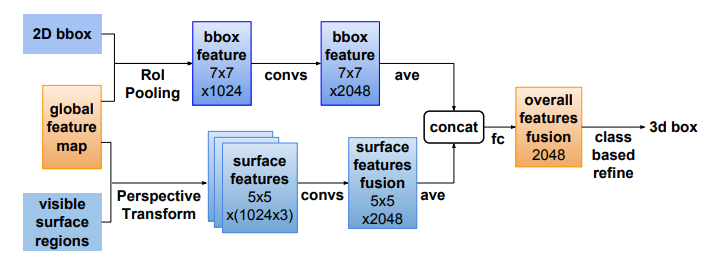 2D bbox
global
feature
map
visible
surface
regions
RoI
Pooling
Perspective
Transform
bbox
feature
7x7
x1024
convs
bbox
feature
7x7
x2048
ave
surface
features
5x5
x(1024x3)
convs
surface
features
fusion
5x5
x2048
ave
concat
fc
overall
features
fusion
2048
class
based
refine
3d box